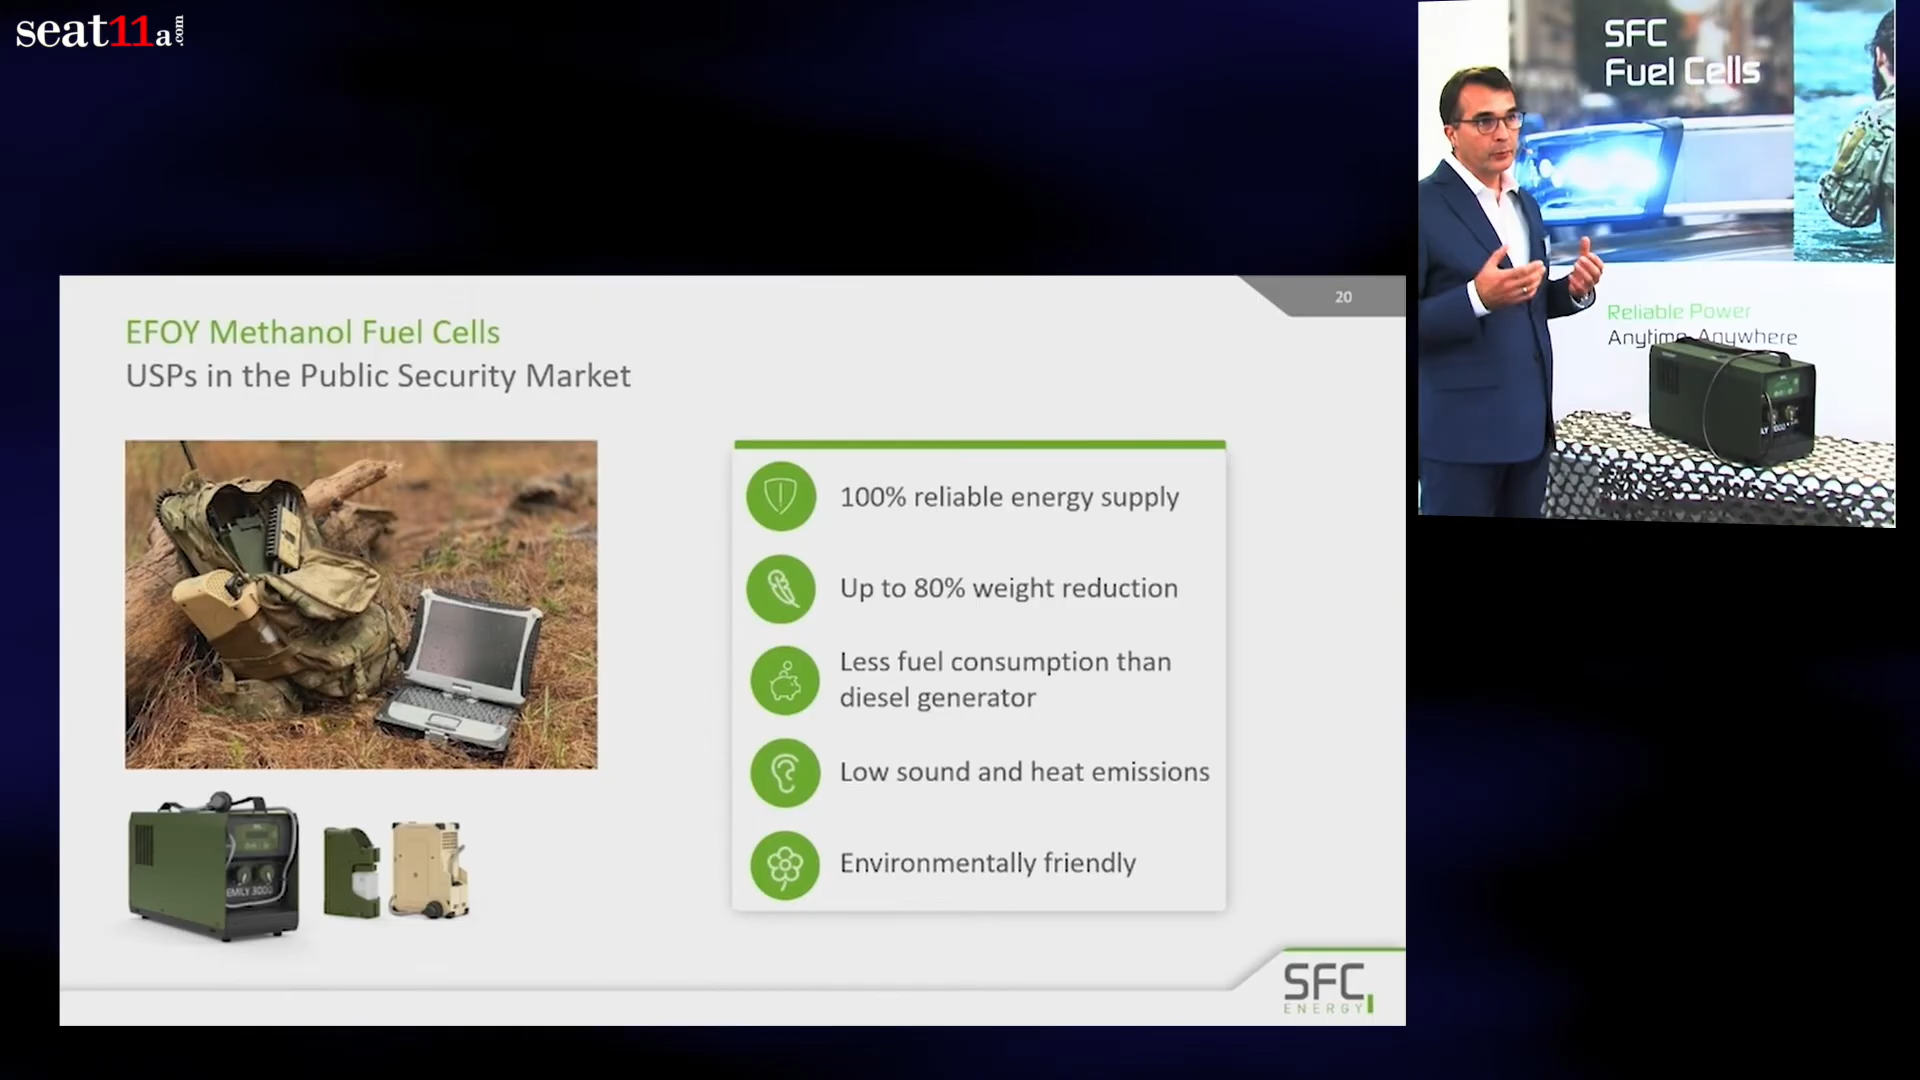 seat11a.com
SFC
Fuel Cells
Reliable Power
Anytime, Anywhere
20
EFOY Methanol Fuel Cells
USPs in the Public Security Market
100% reliable energy supply
Up to 80% weight reduction
Less fuel consumption than
diesel generator
Low sound and heat emissions
Environmentally friendly
EMILY 3000
SFC
ENERGY